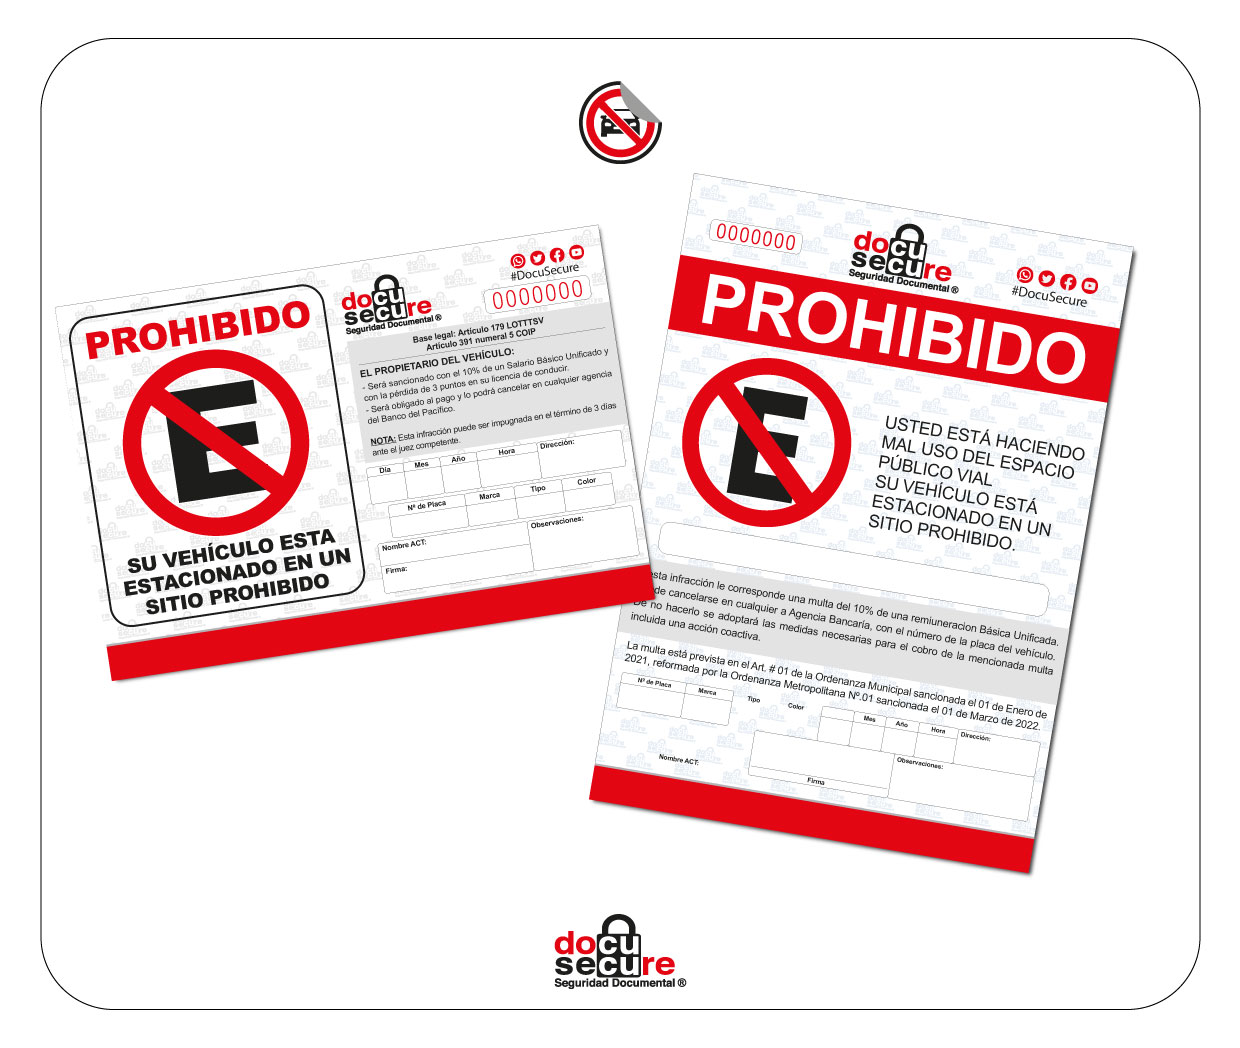 PROHIBIDO
E
SU VEHÍCULO ESTA
ESTACIONADO EN UN
SITIO PROHIBIDO
docu
secure
Seguridad Documental ®
#DocuSecure
0000000
Base legal: Artículo 179 LOTTTSV
Artículo 391 numeral 5 COIP
EL PROPIETARIO DEL VEHÍCULO:
- Será sancionado con el 10% de un Salario Básico Unificado y
con la pérdida de 3 puntos en su licencia de conducir.
- Será obligado al pago y lo podrá cancelar en cualquier agencia
del Banco del Pacífico.
NOTA: Esta infracción puede ser impugnada en el término de 3 días
ante el juez competente.
Día Mes Año Hora Dirección:
Nº de Placa Marca Tipo Color
Nombre ACT: Observaciones:
Firma:
0000000
docu
secure
Seguridad Documental ®
#DocuSecure
PROHIBIDO
E
USTED ESTÁ HACIENDO
MAL USO DEL ESPACIO
PÚBLICO VIAL
SU VEHÍCULO ESTÁ
ESTACIONADO EN UN
SITIO PROHIBIDO.
esta infracción le corresponde una multa del 10% de una remiuneracion Básica Unificada.
de cancelarse en cualquier a Agencia Bancaría, con el número de la placa del vehículo.
De no hacerlo se adoptará las medidas necesarias para el cobro de la mencionada multa
incluida una acción coactiva.
La multa está prevista en el Art. # 01 de la Ordenanza Municipal sancionada el 01 de Enero de
2021, reformada por la Ordenanza Metropolitana Nº.01 sancionada el 01 de Marzo de 2022.
Nº de Placa Marca Tipo Color Mes Año Hora Dirección:
Nombre ACT: Firma Observaciones:
docu
secure
Seguridad Documental ®